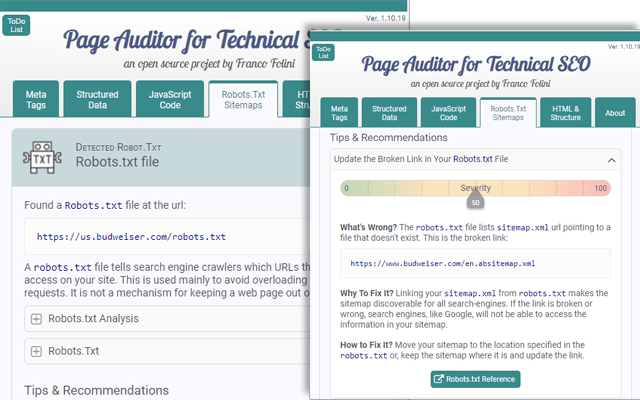 ToDo
List
Ver. 1.10.19
Page Auditor for Technical SEO
an open source project by Franco Folini
Meta
Tags
Structured
Data
JavaScript
Code
Robots.Txt
Sitemaps
TXT
Detected Robot.Txt
Robots.txt file
Found a Robots.txt file at the url:
https://us.budweiser.com/robots.txt
A robots.txt file tells search engine crawlers which URLs th
access on your site. This is used mainly to avoid overloading
requests. It is not a mechanism for keeping a web page out o
Robots.txt Analysis
Robots.Txt
Tips & Recommendations
ToDo
List
Ver. 1.10.19
Page Auditor for Technical SEO
an open source project by Franco Folini
Meta
Tags
Structured
Data
JavaScript
Code
Robots.Txt
Sitemaps
HTML &
Structure
About
Tips & Recommendations
Update the Broken Link in Your Robots.txt File
0 Severity 100
50
What's Wrong? The robots.txt file lists sitemap.xml url pointing to a
file that doesn't exist. This is the broken link:
https://www.budweiser.com/en.absitemap.xml
Why To Fix It? Linking your sitemap.xml from robots.txt makes the
sitemap discoverable for all search-engines. If the link is broken or
wrong, search engines, like Google, will not be able to access the
information in your sitemap.
How to Fix It? Move your sitemap to the location specified in the
robots.txt or, keep the sitemap where it is and update the link.
Robots.txt Reference